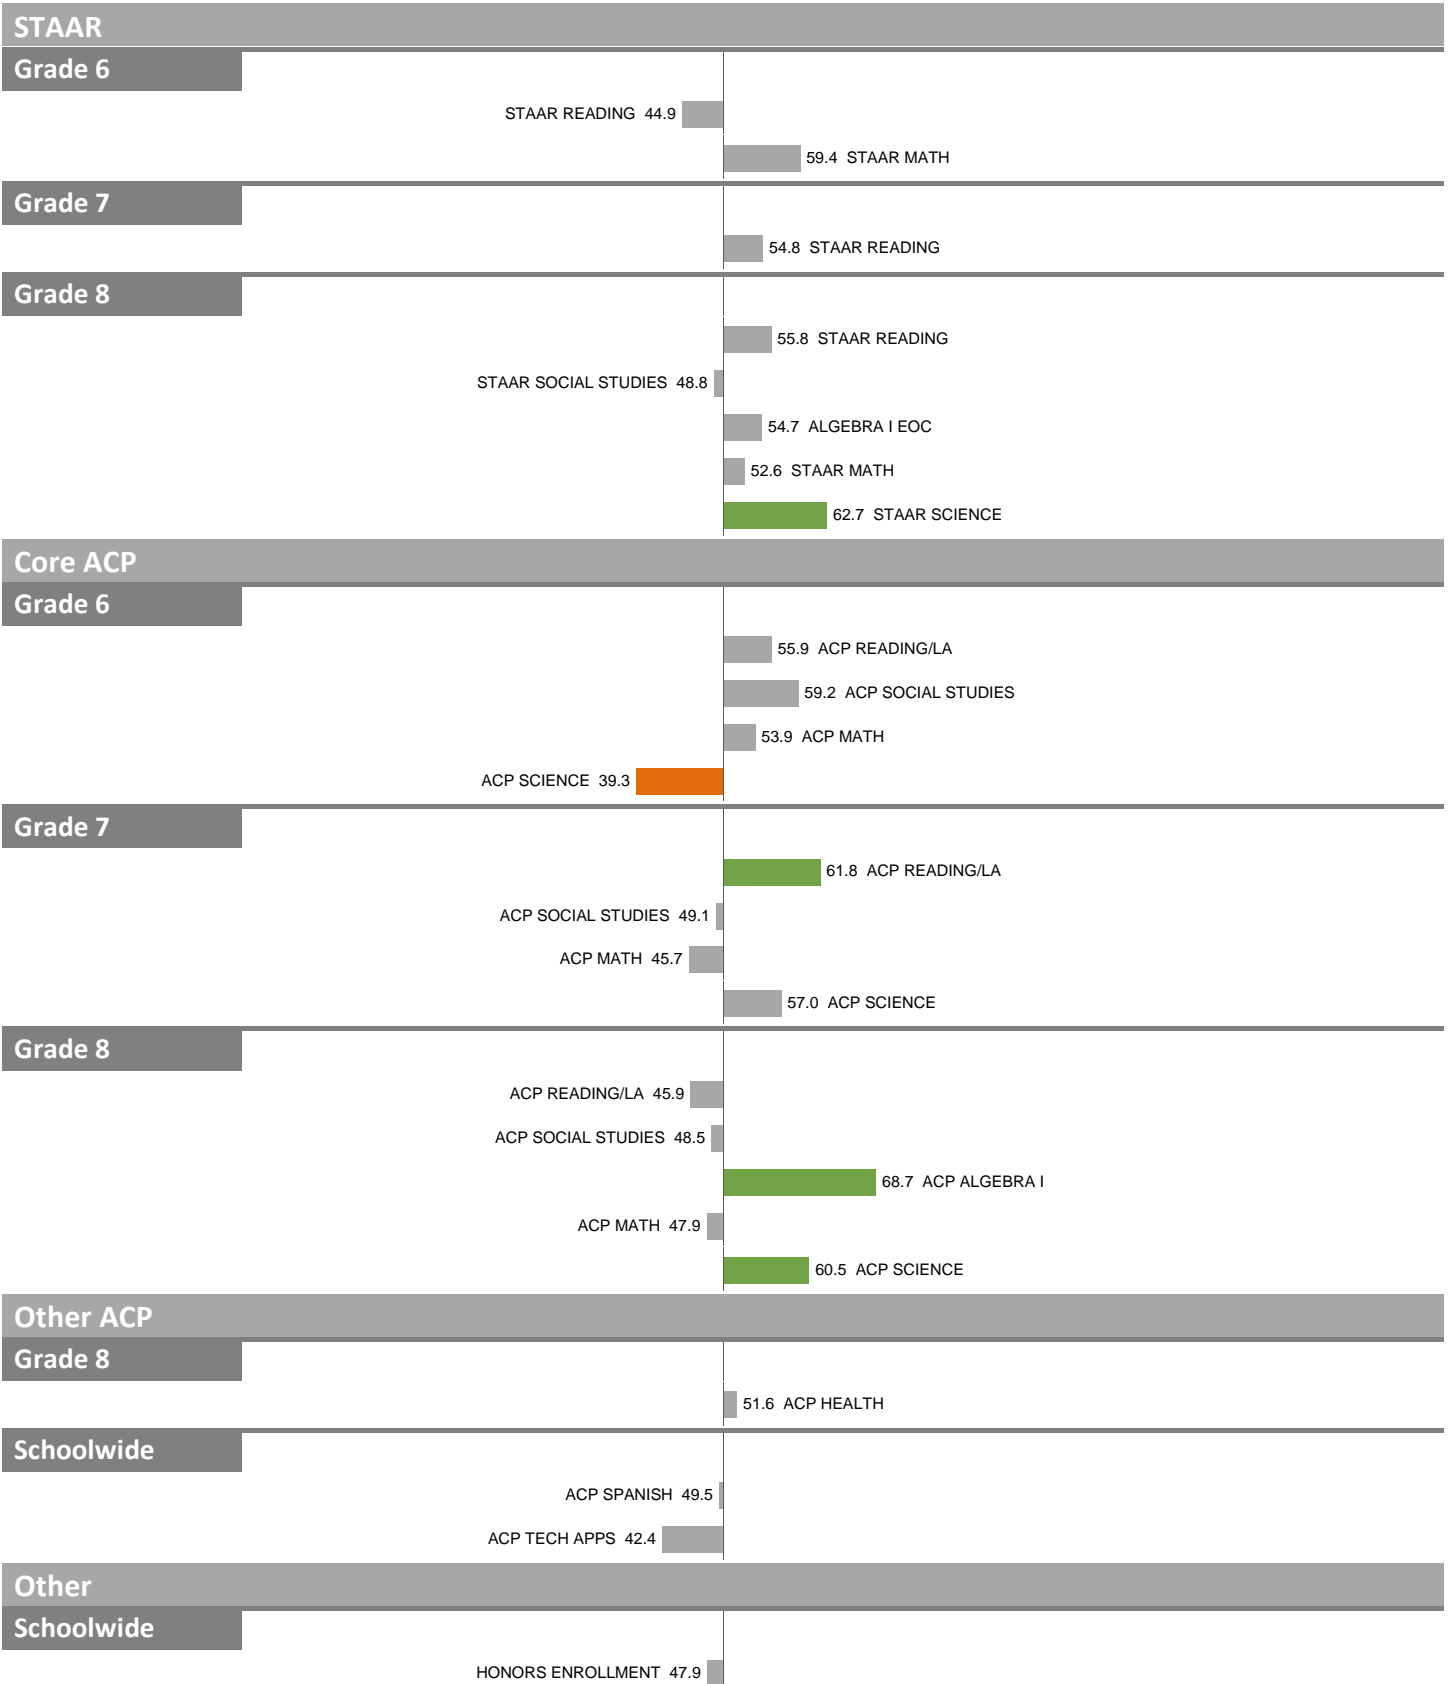 STAAR
Grade 6
STAAR READING 44.9
59.4 STAAR MATH
Grade 7
54.8 STAAR READING
Grade 8
55.8 STAAR READING
STAAR SOCIAL STUDIES 48.8
54.7 ALGEBRA I EOC
52.6 STAAR MATH
62.7 STAAR SCIENCE
Core ACP
Grade 6
55.9 ACP READING/LA
59.2 ACP SOCIAL STUDIES
53.9 ACP MATH
ACP SCIENCE 39.3
Grade 7
61.8 ACP READING/LA
ACP SOCIAL STUDIES 49.1
ACP MATH 45.7
57.0 ACP SCIENCE
Grade 8
ACP READING/LA 45.9
ACP SOCIAL STUDIES 48.5
68.7 ACP ALGEBRA I
ACP MATH 47.9
60.5 ACP SCIENCE
Other ACP
Grade 8
51.6 ACP HEALTH
Schoolwide
ACP SPANISH 49.5
ACP TECH APPS 42.4
Other
Schoolwide
HONORS ENROLLMENT 47.9